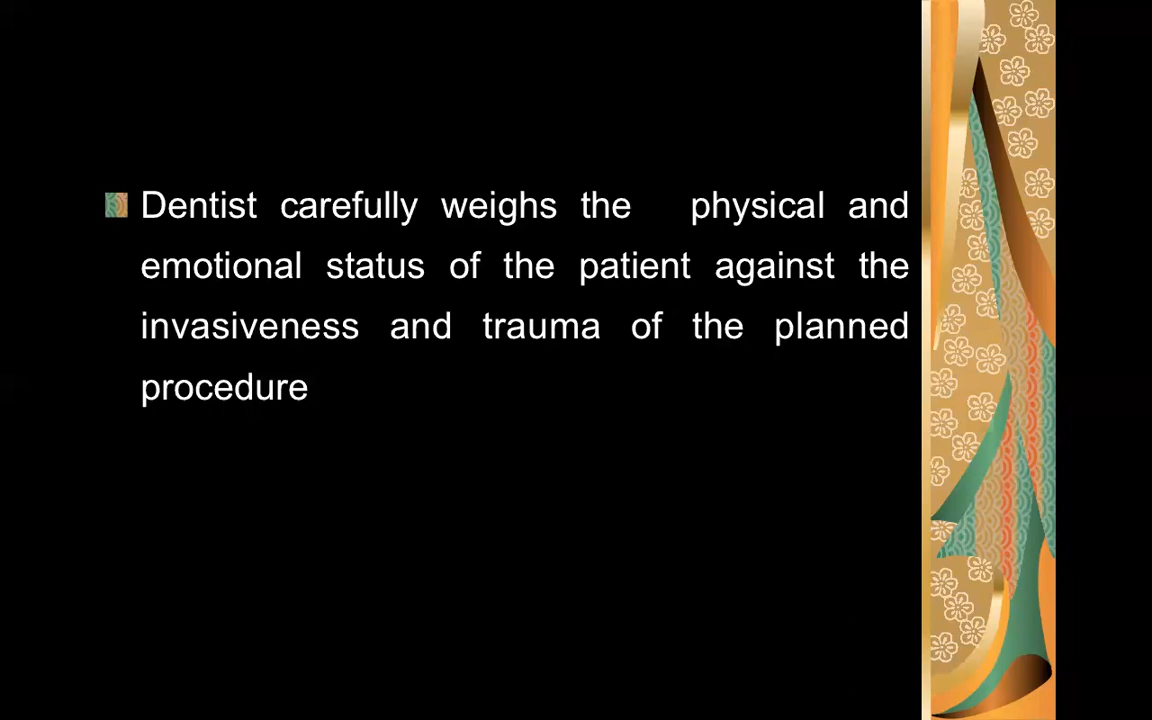 Dentist carefully weighs the physical and
emotional status of the patient against the
invasiveness and trauma of the planned
procedure